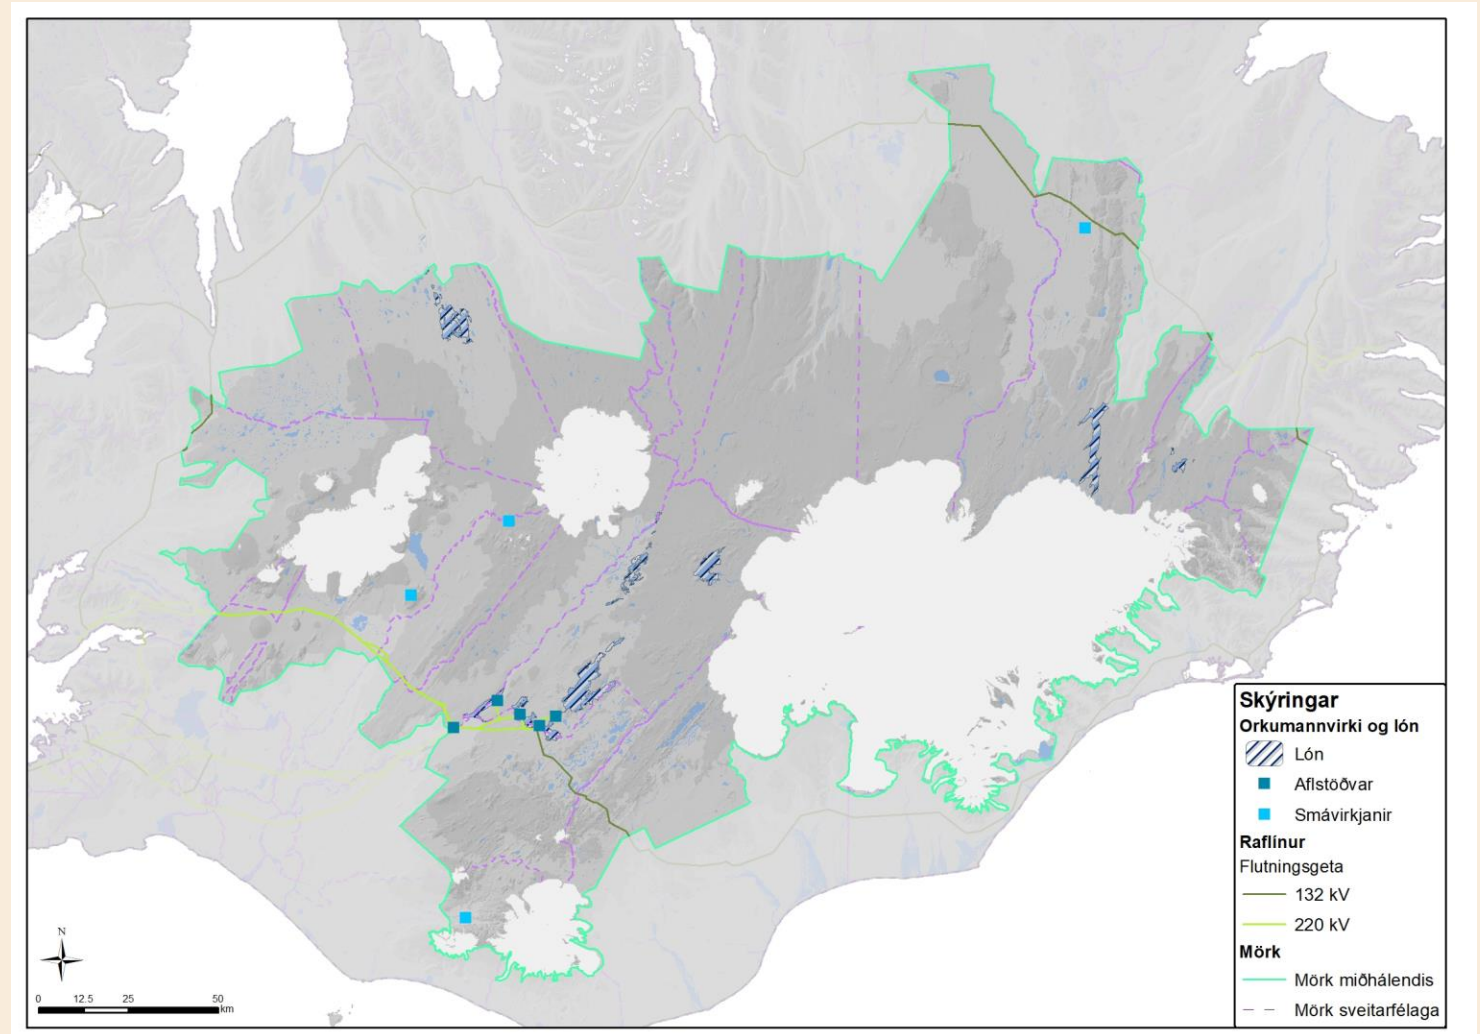 Skýringar
Orkumannvirki og lón
Lón
Aflstöðvar
Smávirkjanir
Raflínur
Flutningsgeta
132 kV
220 kV
Mörk
Mörk miðhálendis
Mörk sveitarfélaga
N
0 12.5 25 50
km